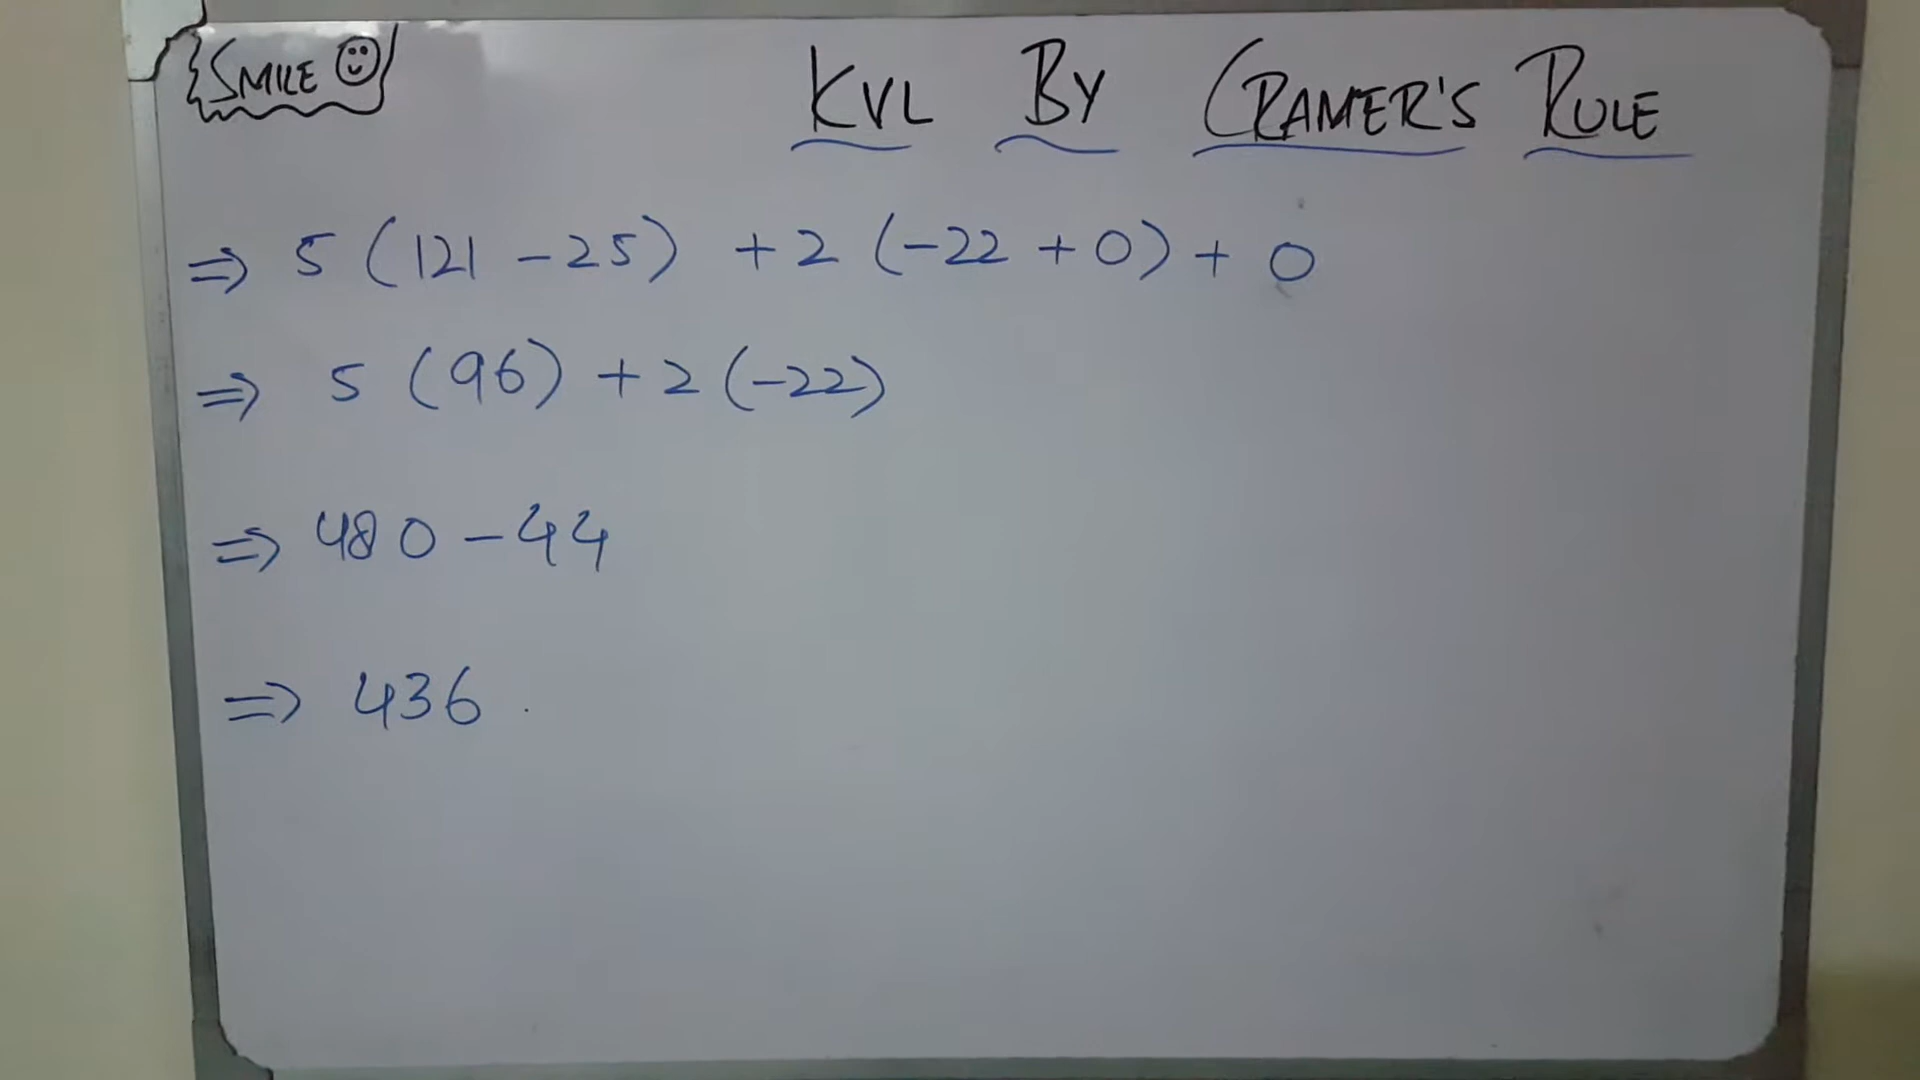 SMILE
KVL BY CRAMER'S RULE
⇒ 5 (121 - 25) + 2 (-22 + 0) + 0
⇒ 5 (96) + 2 (-22)
⇒ 480 - 44
⇒ 436.